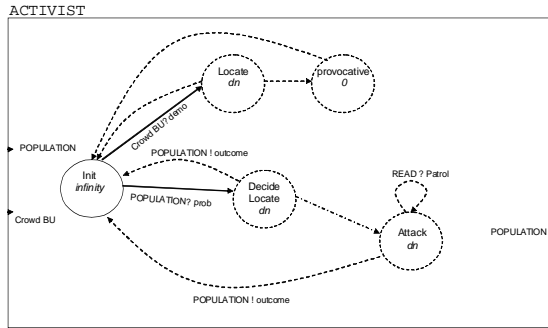 ACTIVIST
Locate
dn
provocative
0
Crowd BU? demo
POPULATION
POPULATION ! outcome
Init
infinity
READ ? Patrol
POPULATION? prob
Decide
Locate
dn
Crowd BU
Attack
dn
POPULATION
POPULATION ! outcome